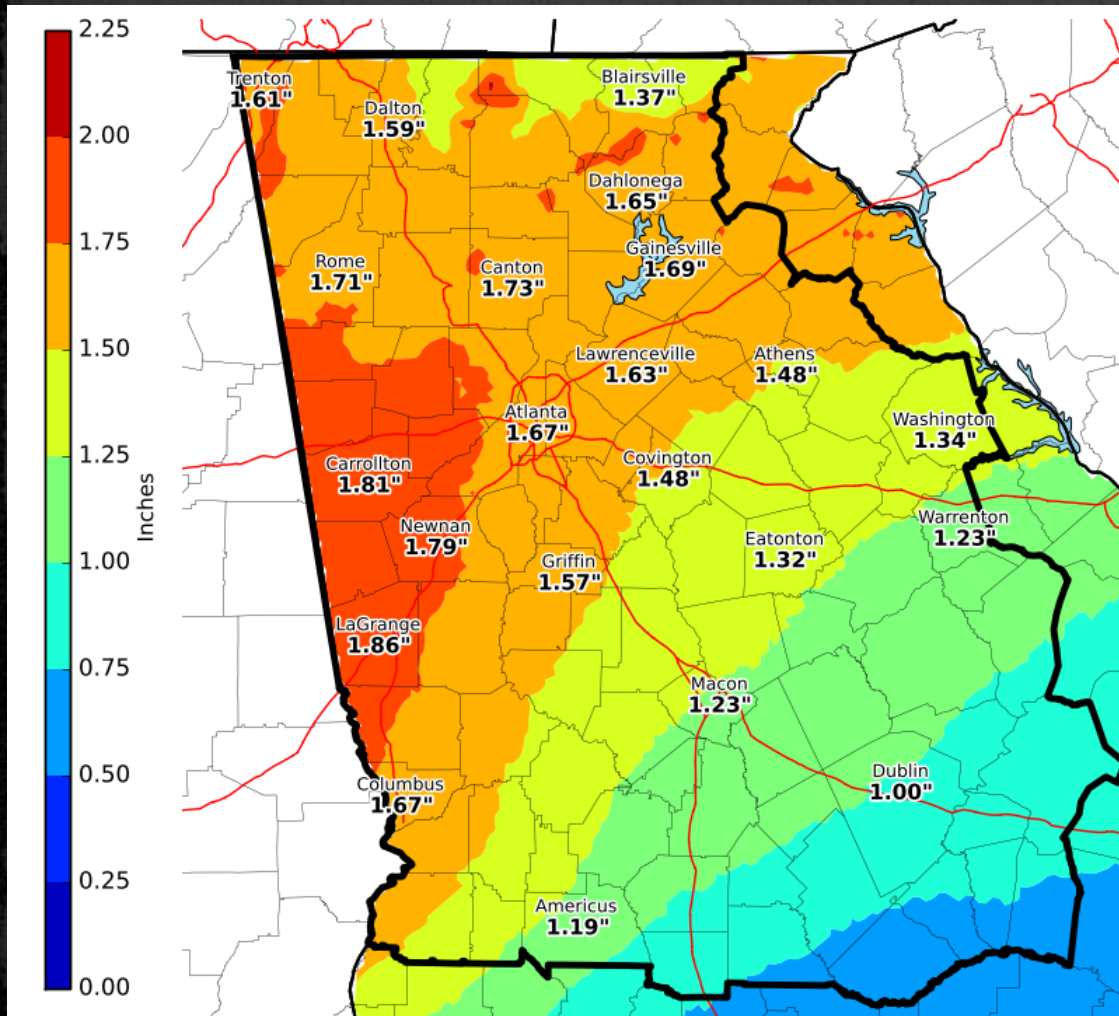 2.25
2.00
1.75
1.50
1.25
1.00
0.75
0.50
0.25
0.00
Inches
Trenton
1.61"
Dalton
1.59"
Blairsville
1.37"
Dahlonega
1.65"
Gainesville
1.69"
Rome
1.71"
Canton
1.73"
Lawrenceville
1.63"
Athens
1.48"
Atlanta
1.67"
Washington
1.34"
Carrollton
1.81"
Covington
1.48"
Newnan
1.79"
Warrenton
1.23"
Griffin
1.57"
Eatonton
1.32"
LaGrange
1.86"
Macon
1.23"
Columbus
1.67"
Dublin
1.00"
Americus
1.19"